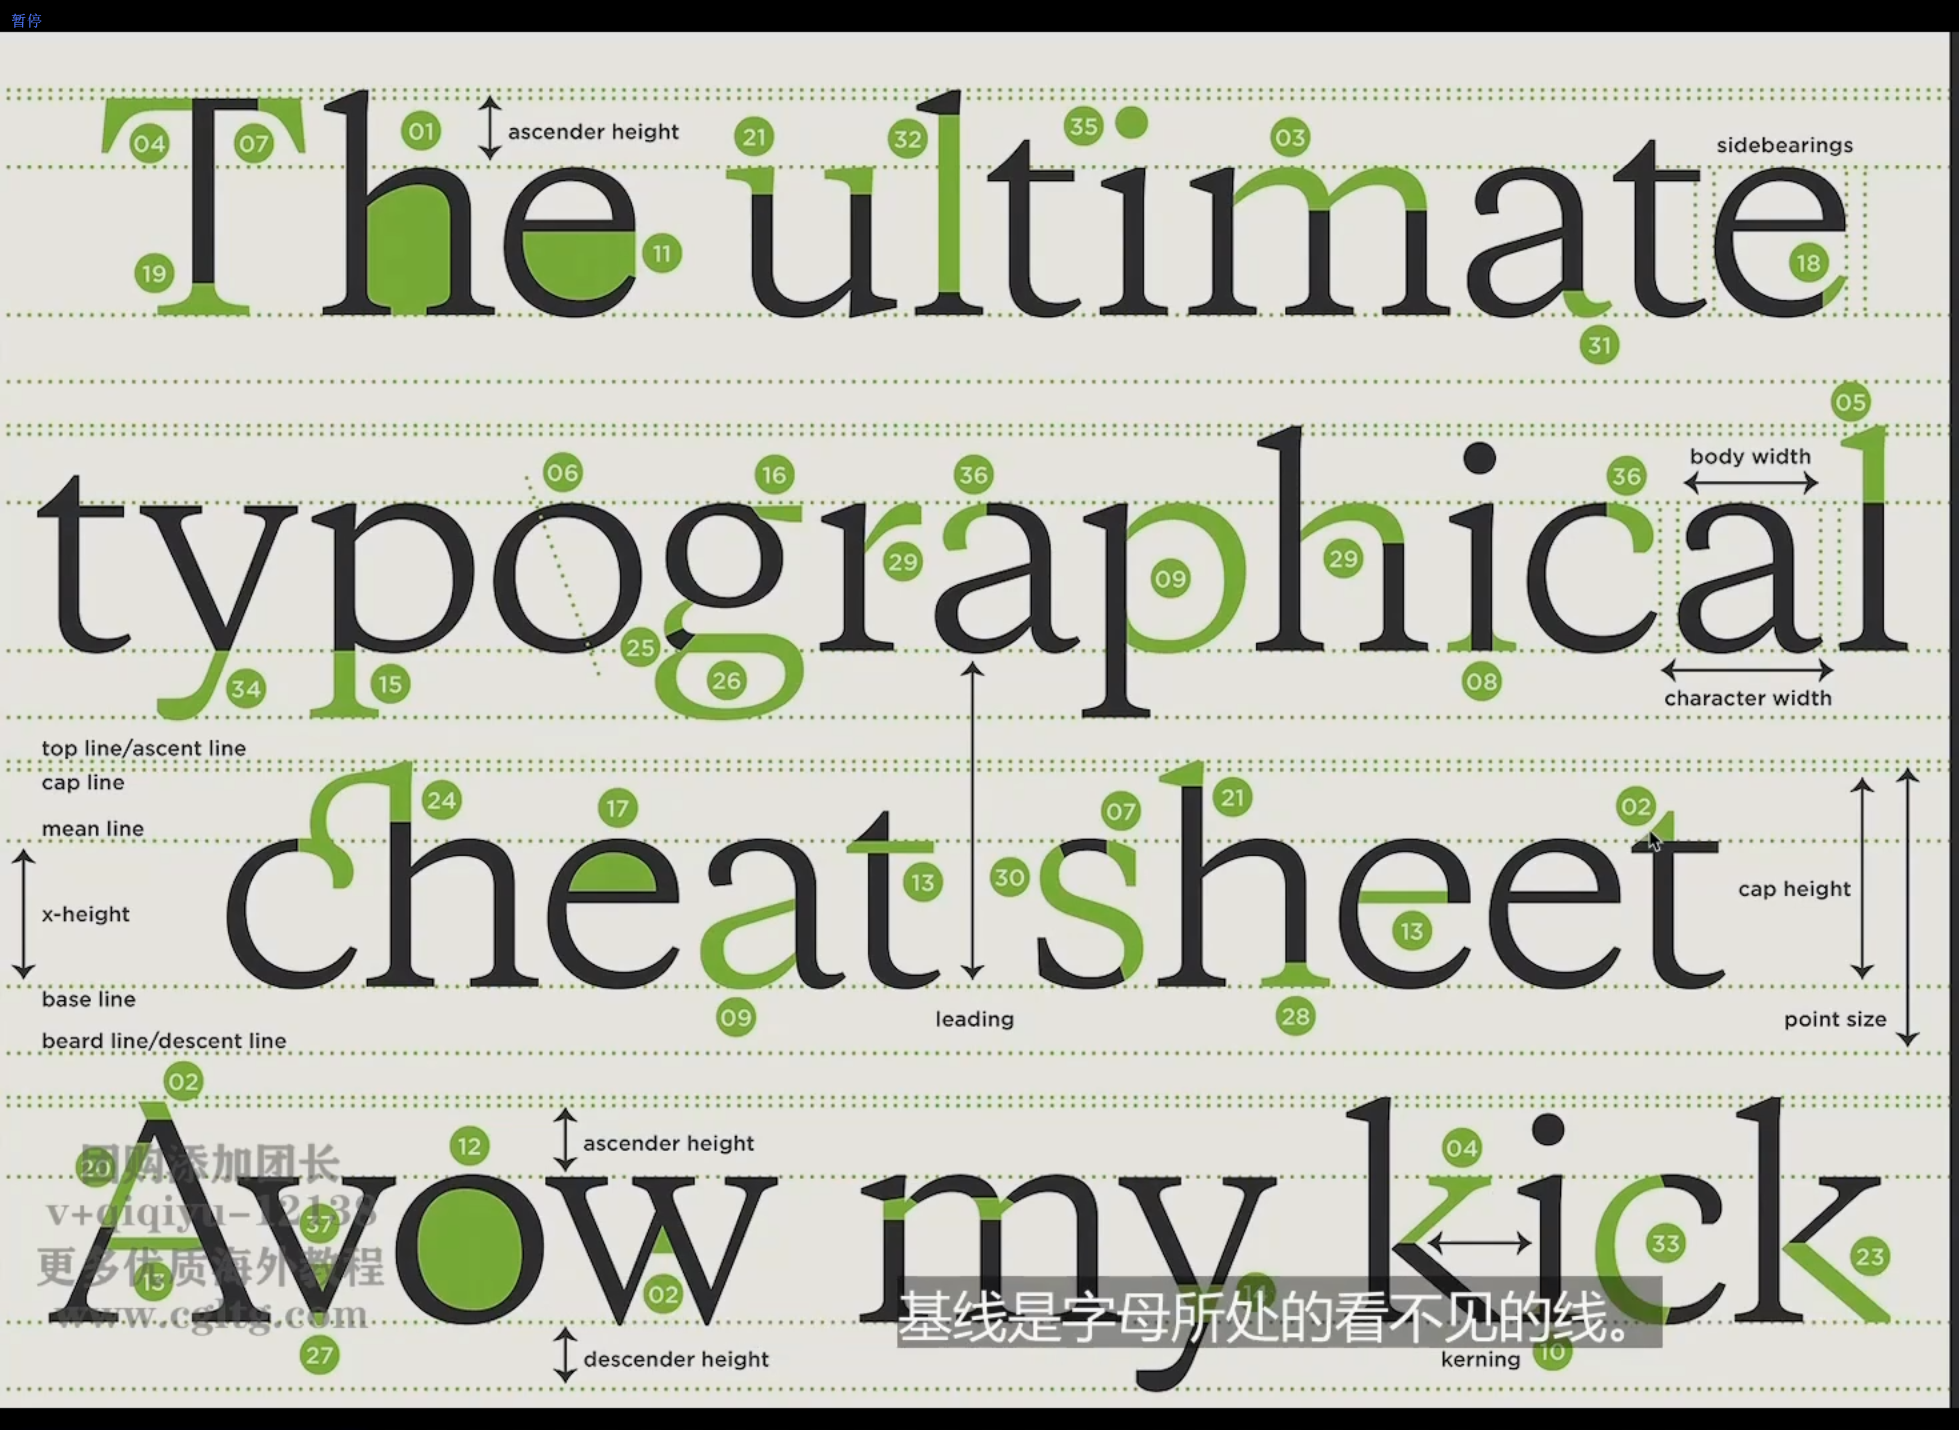 暂停
The ultimate
04
07
01
ascender height
21
32
35
03
sidebearings
19
11
18
31
typographical
06
16
36
36
body width
05
29
09
29
25
26
34
15
08
character width
top line/ascent line
cap line
mean line
x-height
base line
beard line/descent line
cheat sheet
24
17
07
21
02
13
30
13
cap height
09
leading
28
point size
Avow my kick
02
20
12
ascender height
04
37
13
02
33
23
14
27
descender height
kerning
10
团购添加团长
v+qiqiyu-12138
更多优质海外教程
www.cgltg.com
基线是字母所处的看不见的线。